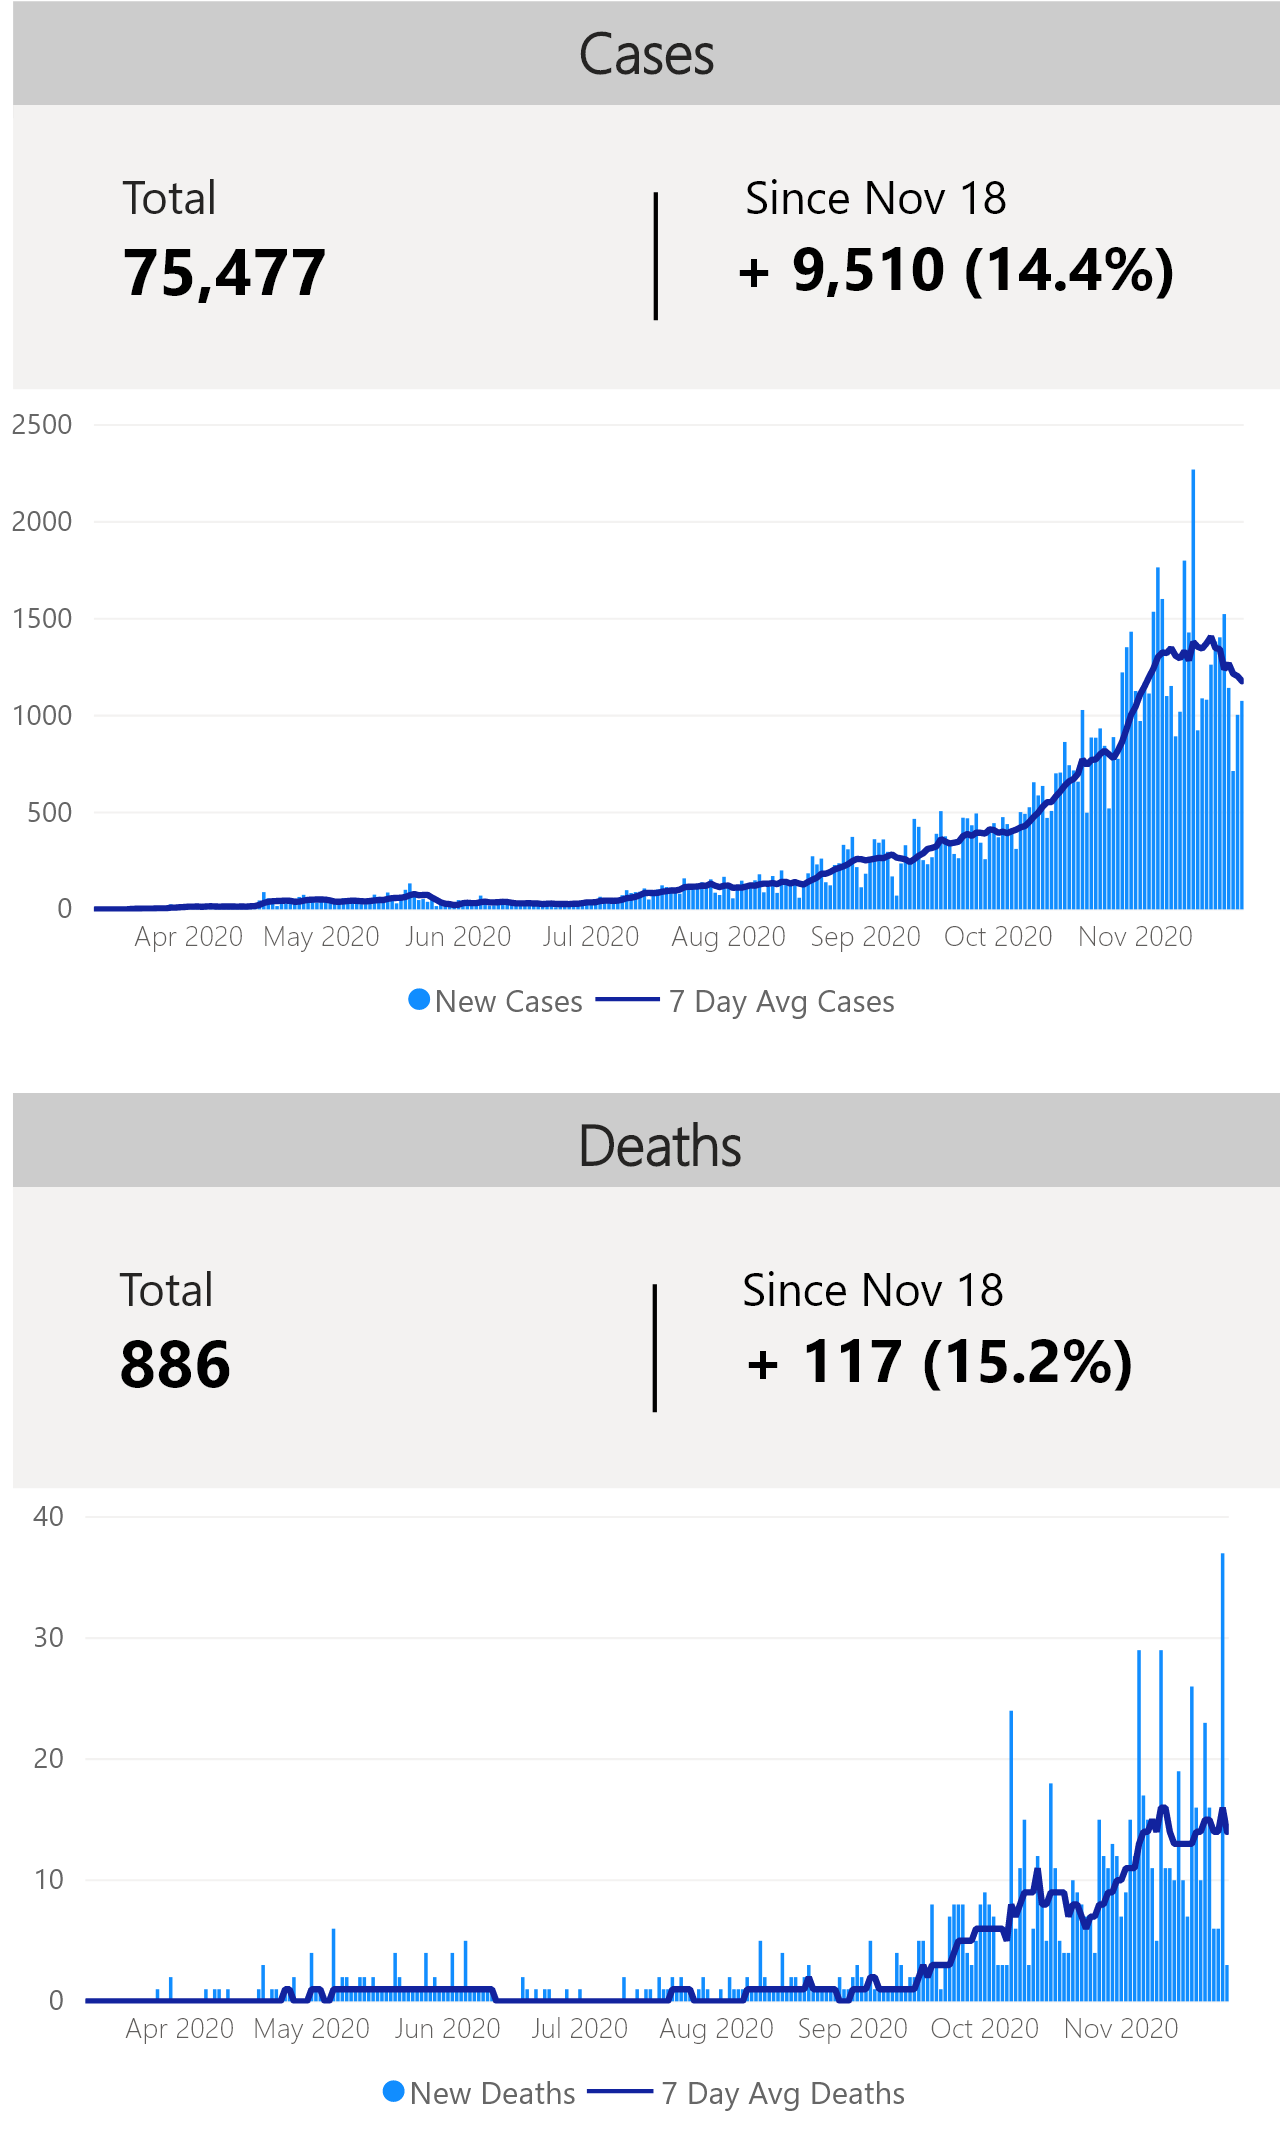 Cases
Total
Since Nov 18
75,477
+ 9,510 (14.4%)
2500
2000
1500
1000
500
0
Apr 2020 May 2020 Jun 2020 Jul 2020 Aug 2020 Sep 2020 Oct 2020 Nov 2020
New Cases 7 Day Avg Cases
Deaths
Total
Since Nov 18
886
+ 117 (15.2%)
40
30
20
10
0
Apr 2020 May 2020 Jun 2020 Jul 2020 Aug 2020 Sep 2020 Oct 2020 Nov 2020
New Deaths 7 Day Avg Deaths